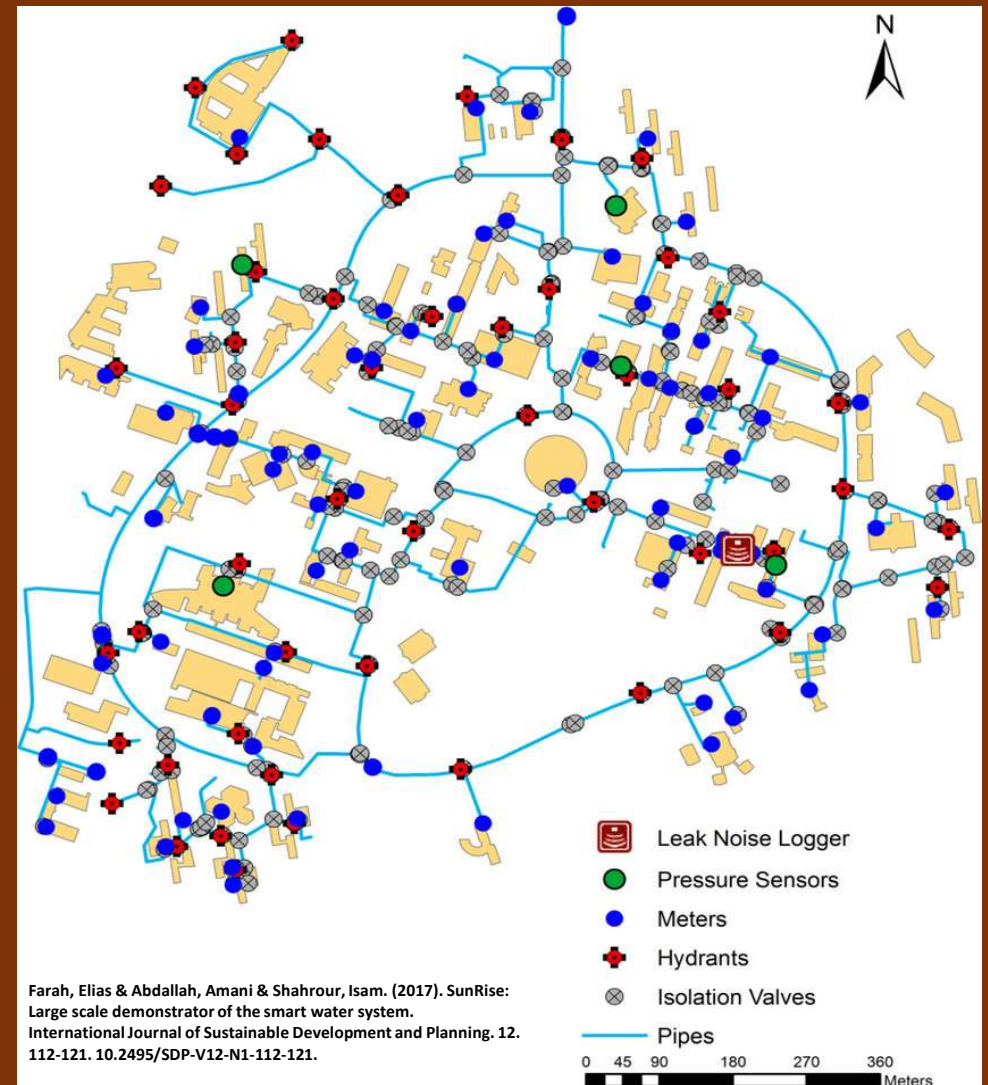 N
Leak Noise Logger
Pressure Sensors
Meters
Hydrants
Isolation Valves
Pipes
0 45 90 180 270 360
Meters
Farah, Elias & Abdallah, Amani & Shahrour, Isam. (2017). SunRise:
Large scale demonstrator of the smart water system.
International Journal of Sustainable Development and Planning. 12.
112-121. 10.2495/SDP-V12-N1-112-121.